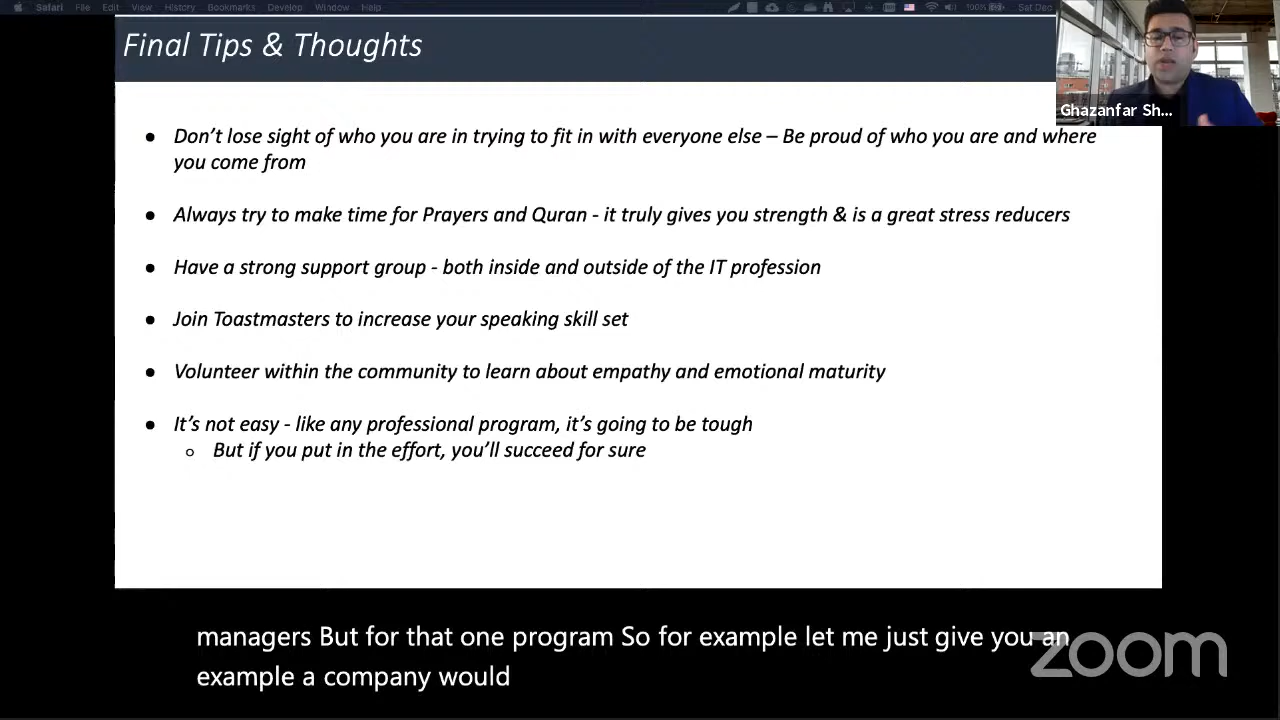 Safari File Edit View History Bookmarks Develop Window Help 100% Sat Dec
Final Tips & Thoughts
Ghazanfar Sh...
● Don’t lose sight of who you are in trying to fit in with everyone else – Be proud of who you are and where
you come from
● Always try to make time for Prayers and Quran - it truly gives you strength & is a great stress reducers
● Have a strong support group - both inside and outside of the IT profession
● Join Toastmasters to increase your speaking skill set
● Volunteer within the community to learn about empathy and emotional maturity
● It’s not easy - like any professional program, it’s going to be tough
○ But if you put in the effort, you’ll succeed for sure
managers But for that one program So for example let me just give you an
example a company would
zoom